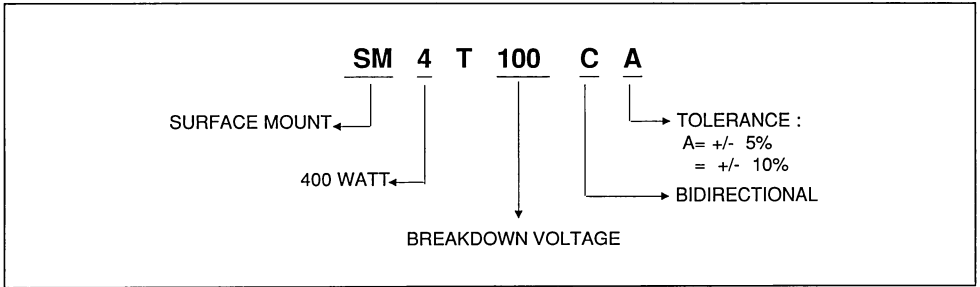 SM 4 T 100 C A
SURFACE MOUNT
TOLERANCE :
A= +/- 5%
= +/- 10%
400 WATT
BIDIRECTIONAL
BREAKDOWN VOLTAGE